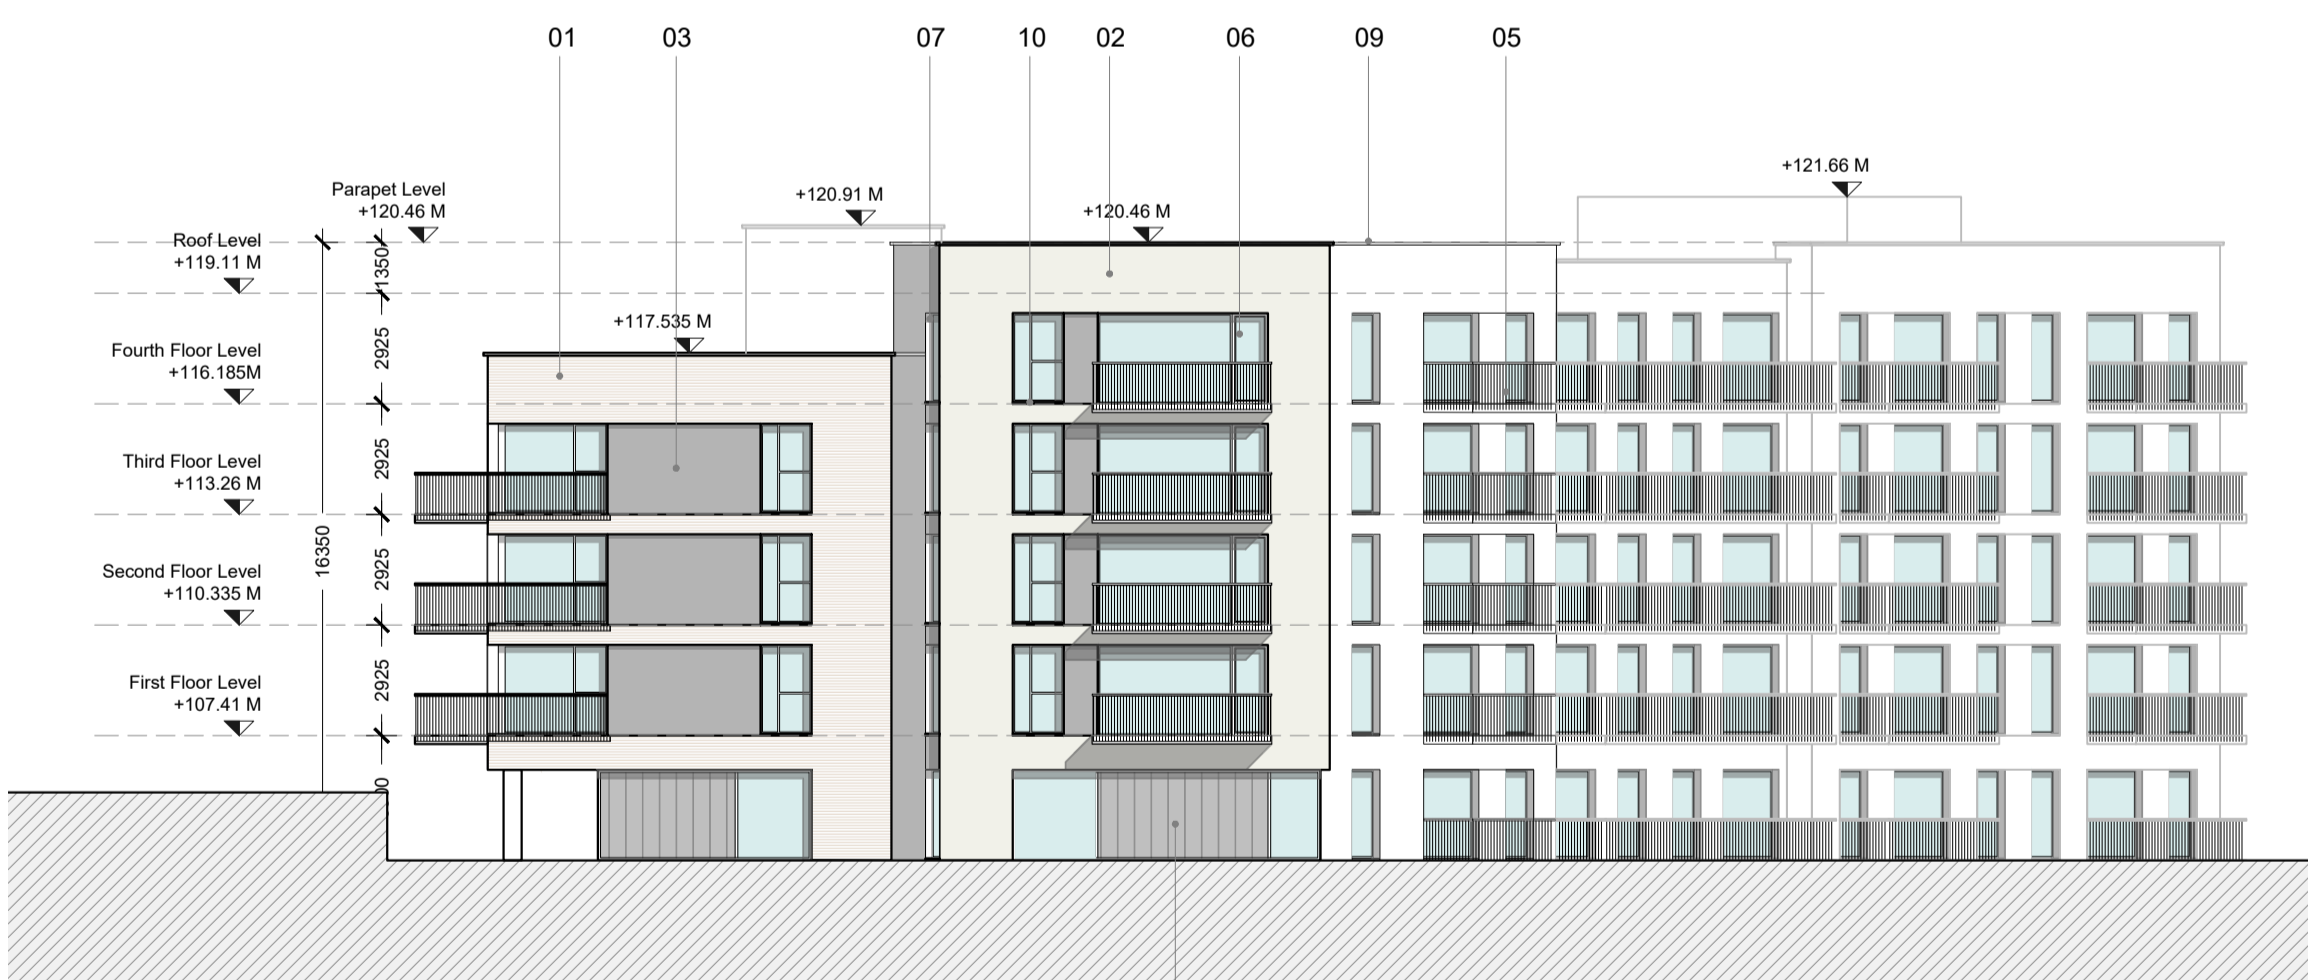 01
03
07
10
02
06
09
05
+121.66 M
Parapet Level
+120.46 M
+120.91 M
+120.46 M
Roof Level
+119.11 M
1350
+117.535 M
Fourth Floor Level
+116.185M
2925
Third Floor Level
+113.26 M
2925
16350
Second Floor Level
+110.335 M
2925
First Floor Level
+107.41 M
2925